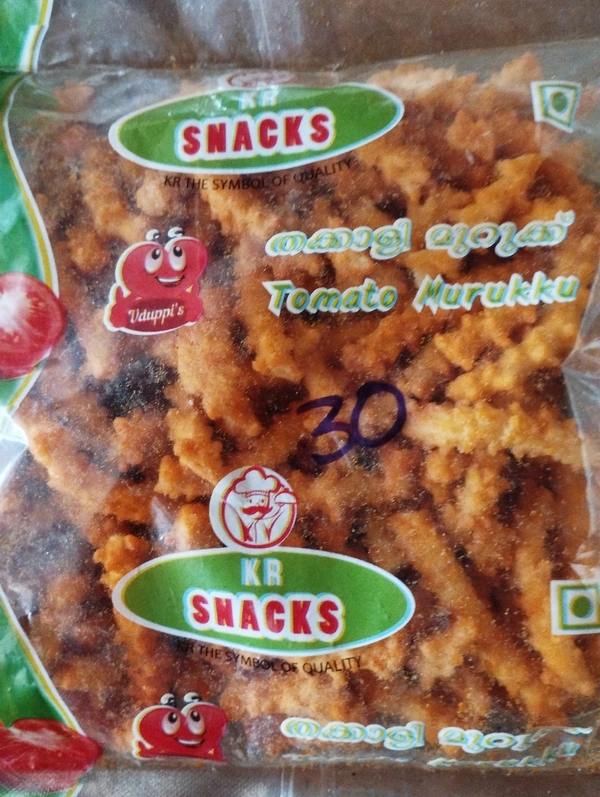 KR
SNACKS
KR THE SYMBOL OF QUALITY
തക്കാളി മുറുക്ക്
Uduppi's
Tomato Murukku
30
KR
SNACKS
KR THE SYMBOL OF QUALITY
തക്കാളി